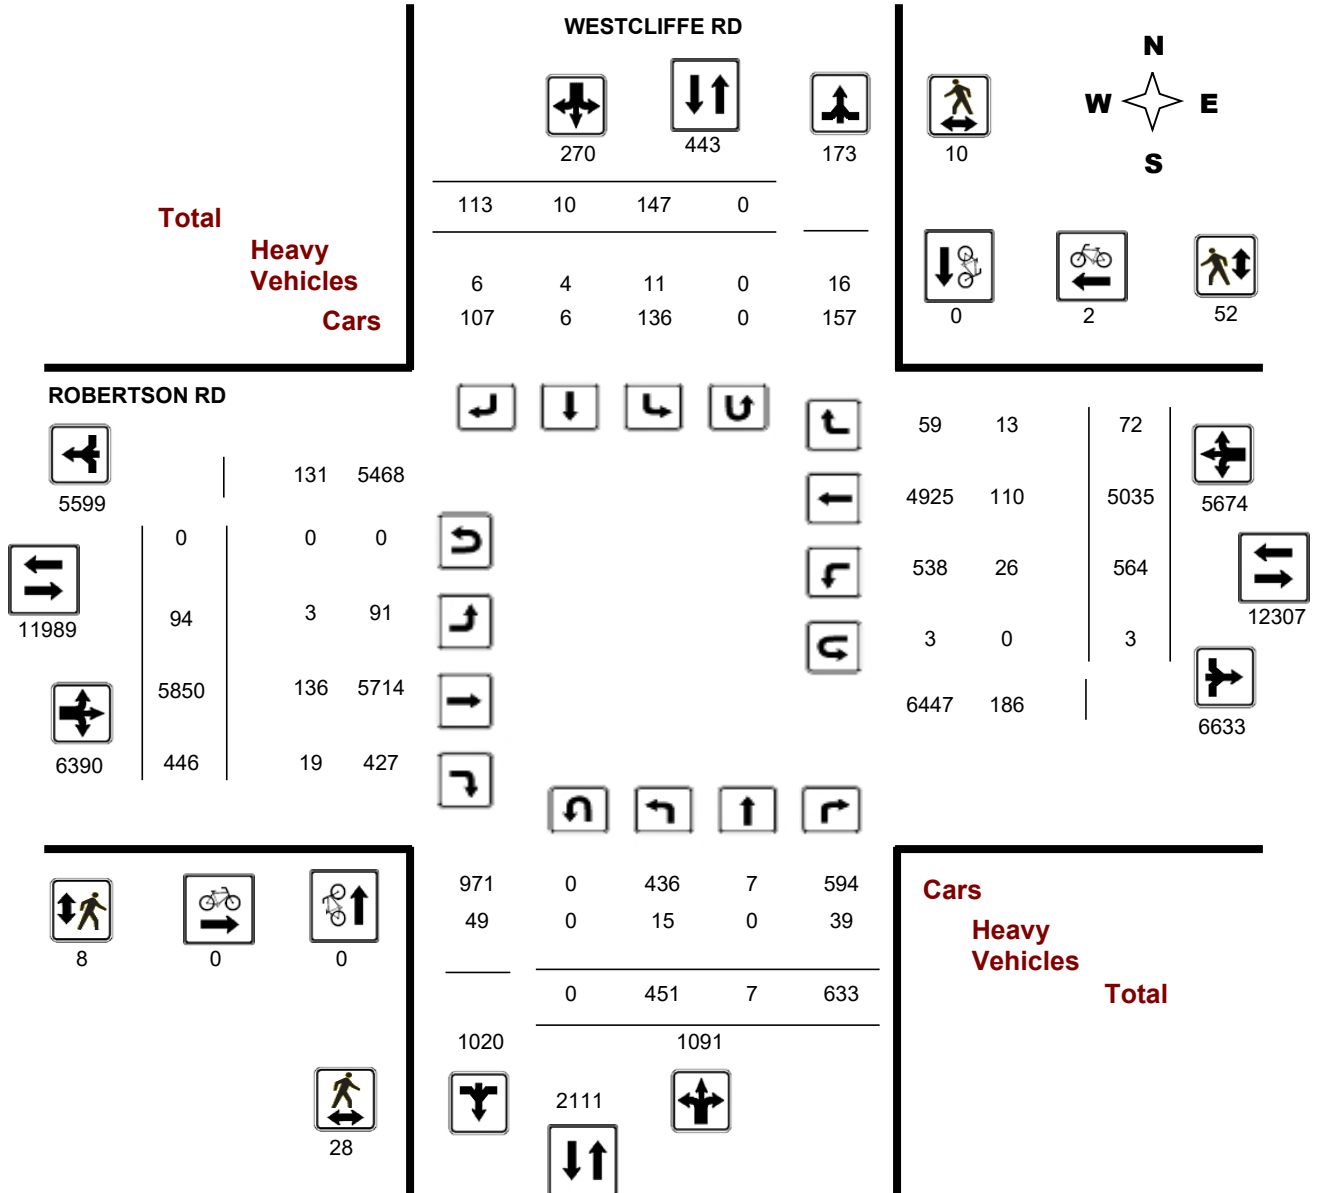 WESTCLIFFE RD
N
W E
S
270 443 173 10
113 10 147 0
Total
Heavy
Vehicles
Cars
6 4 11 0 16
107 6 136 0 157
0 2 52
ROBERTSON RD
5599
131 5468
0 0 0
11989
94 3 91
5850 136 5714
6390
446 19 427
59 13 72
4925 110 5035
5674
538 26 564
12307
3 0 3
6447 186
6633
971 0 436 7 594
49 0 15 0 39
0 451 7 633
1020 1091
2111
8 0 0
28
Cars
Heavy
Vehicles
Total